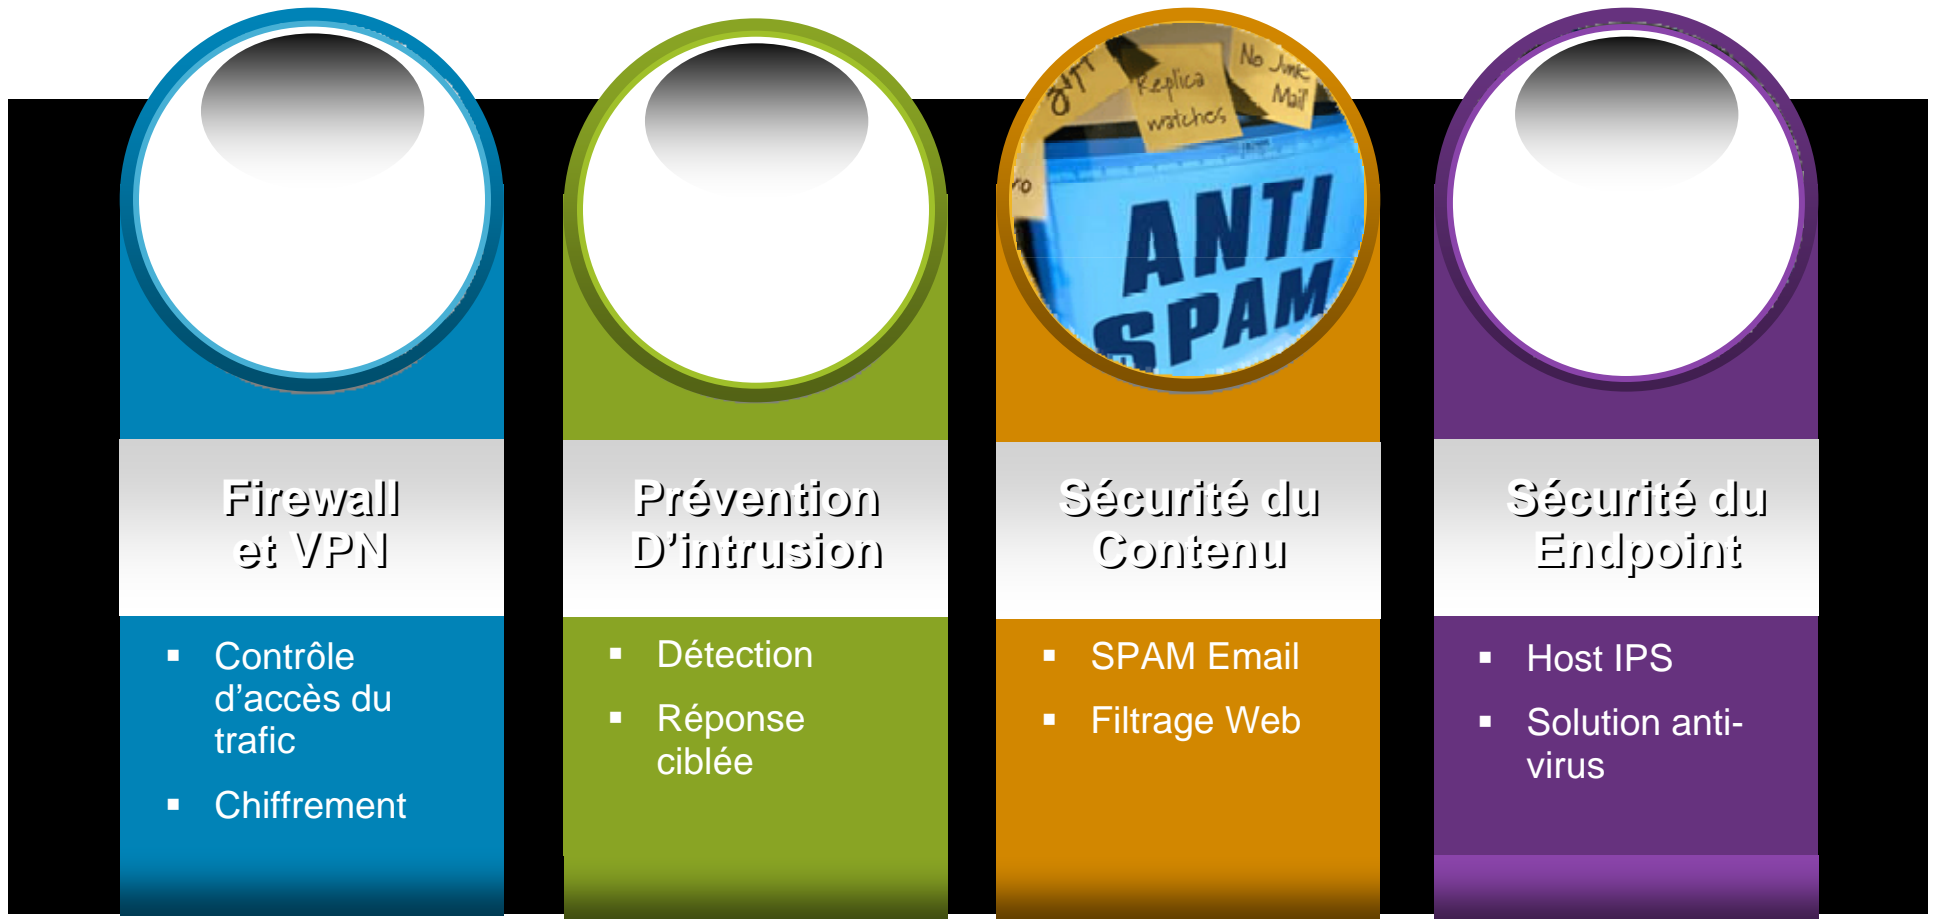 Replica
watches
No Junk
Mail
ANTI
SPAM
Firewall
et VPN
▪ Contrôle
d'accès du
trafic
▪ Chiffrement
Prévention
D'intrusion
▪ Détection
▪ Réponse
ciblée
Sécurité du
Contenu
▪ SPAM Email
▪ Filtrage Web
Sécurité du
Endpoint
▪ Host IPS
▪ Solution anti-
virus